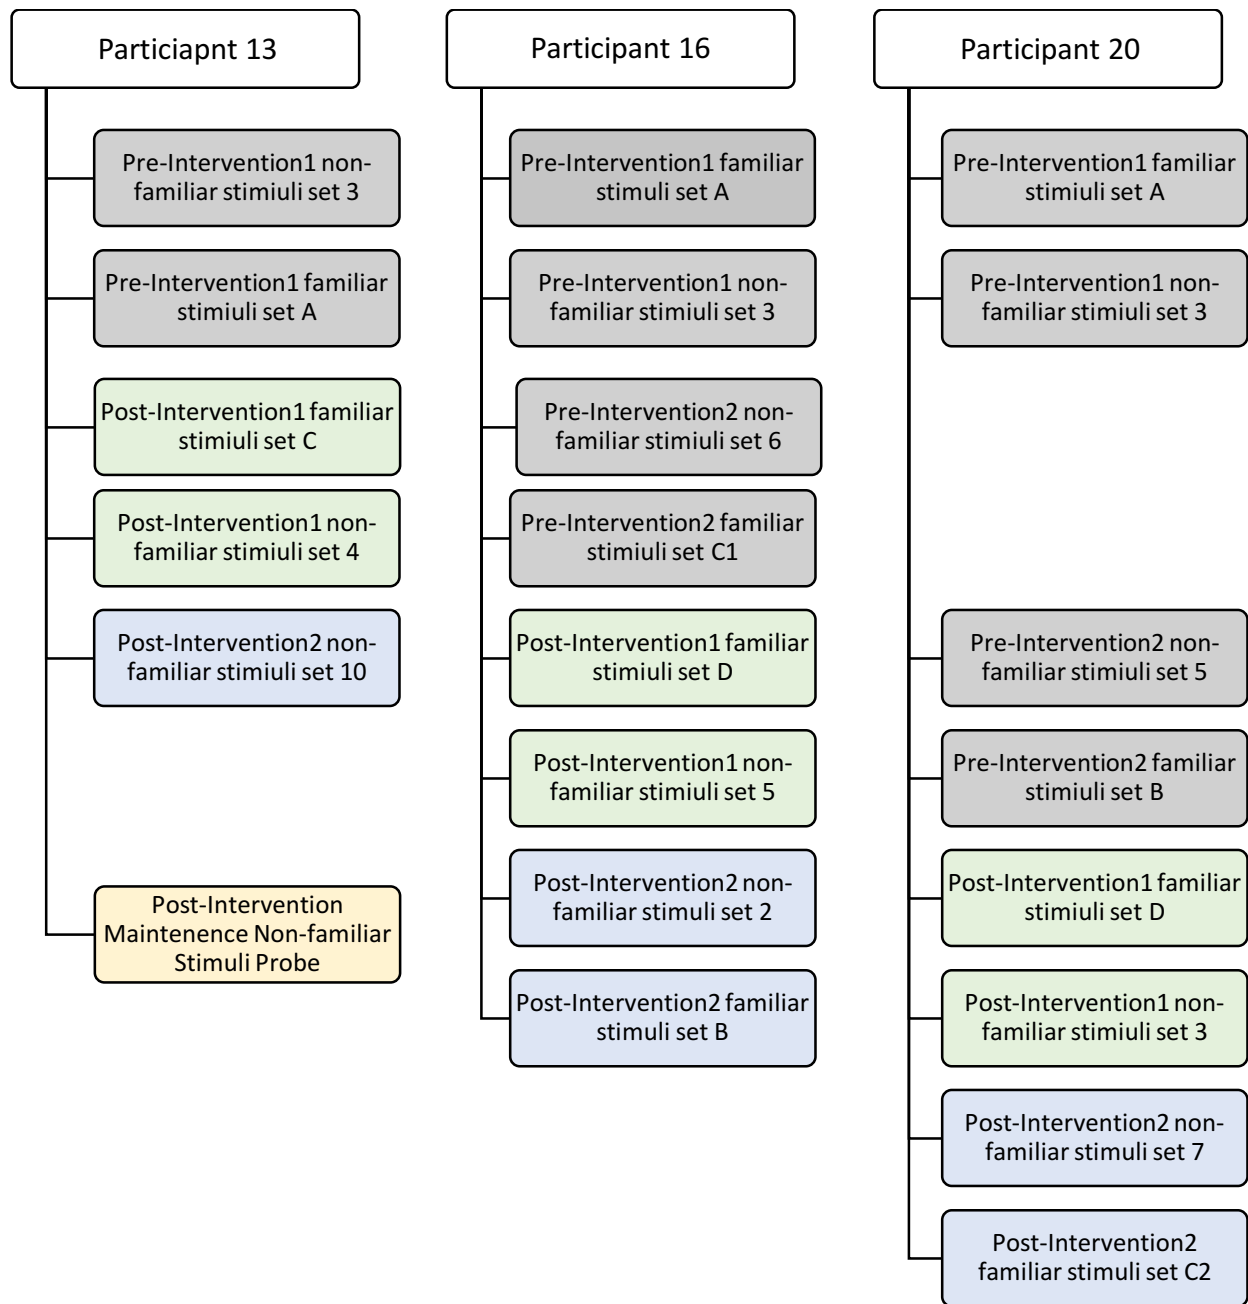 Particiapnt 13
Pre-Intervention1 non-
familiar stimiuli set 3
Pre-Intervention1 familiar
stimiuli set A
Post-Intervention1 familiar
stimiuli set C
Post-Intervention1 non-
familiar stimiuli set 4
Post-Intervention2 non-
familiar stimiuli set 10
Post-Intervention
Maintenence Non-familiar
Stimuli Probe
Participant 16
Pre-Intervention1 familiar
stimuli set A
Pre-Intervention1 non-
familiar stimiuli set 3
Pre-Intervention2 non-
familiar stimiuli set 6
Pre-Intervention2 familiar
stimiuli set C1
Post-Intervention1 familiar
stimiuli set D
Post-Intervention1 non-
familiar stimiuli set 5
Post-Intervention2 non-
familiar stimuli set 2
Post-Intervention2 familiar
stimuli set B
Participant 20
Pre-Intervention1 familiar
stimiuli set A
Pre-Intervention1 non-
familiar stimiuli set 3
Pre-Intervention2 non-
familiar stimiuli set 5
Pre-Intervention2 familiar
stimiuli set B
Post-Intervention1 familiar
stimiuli set D
Post-Intervention1 non-
familiar stimiuli set 3
Post-Intervention2 non-
familiar stimuli set 7
Post-Intervention2
familiar stimuli set C2